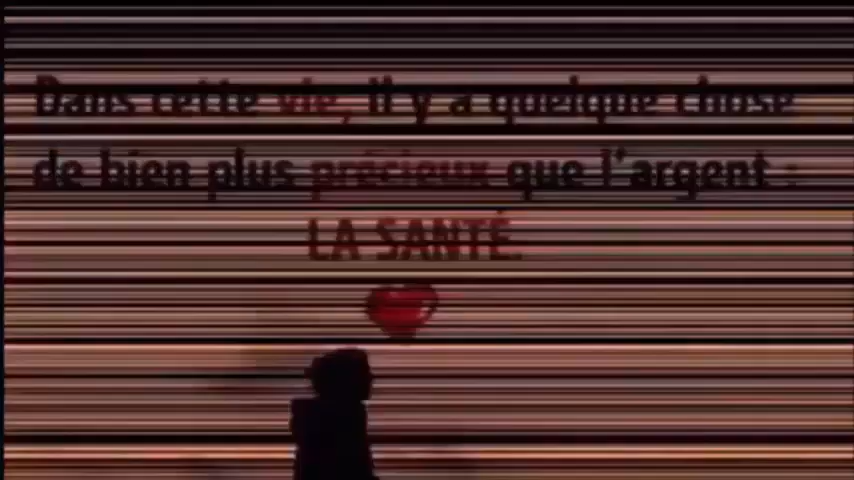 Dans cette vie, il y a quelque chose
de bien plus précieux que l'argent :
LA SANTÉ.